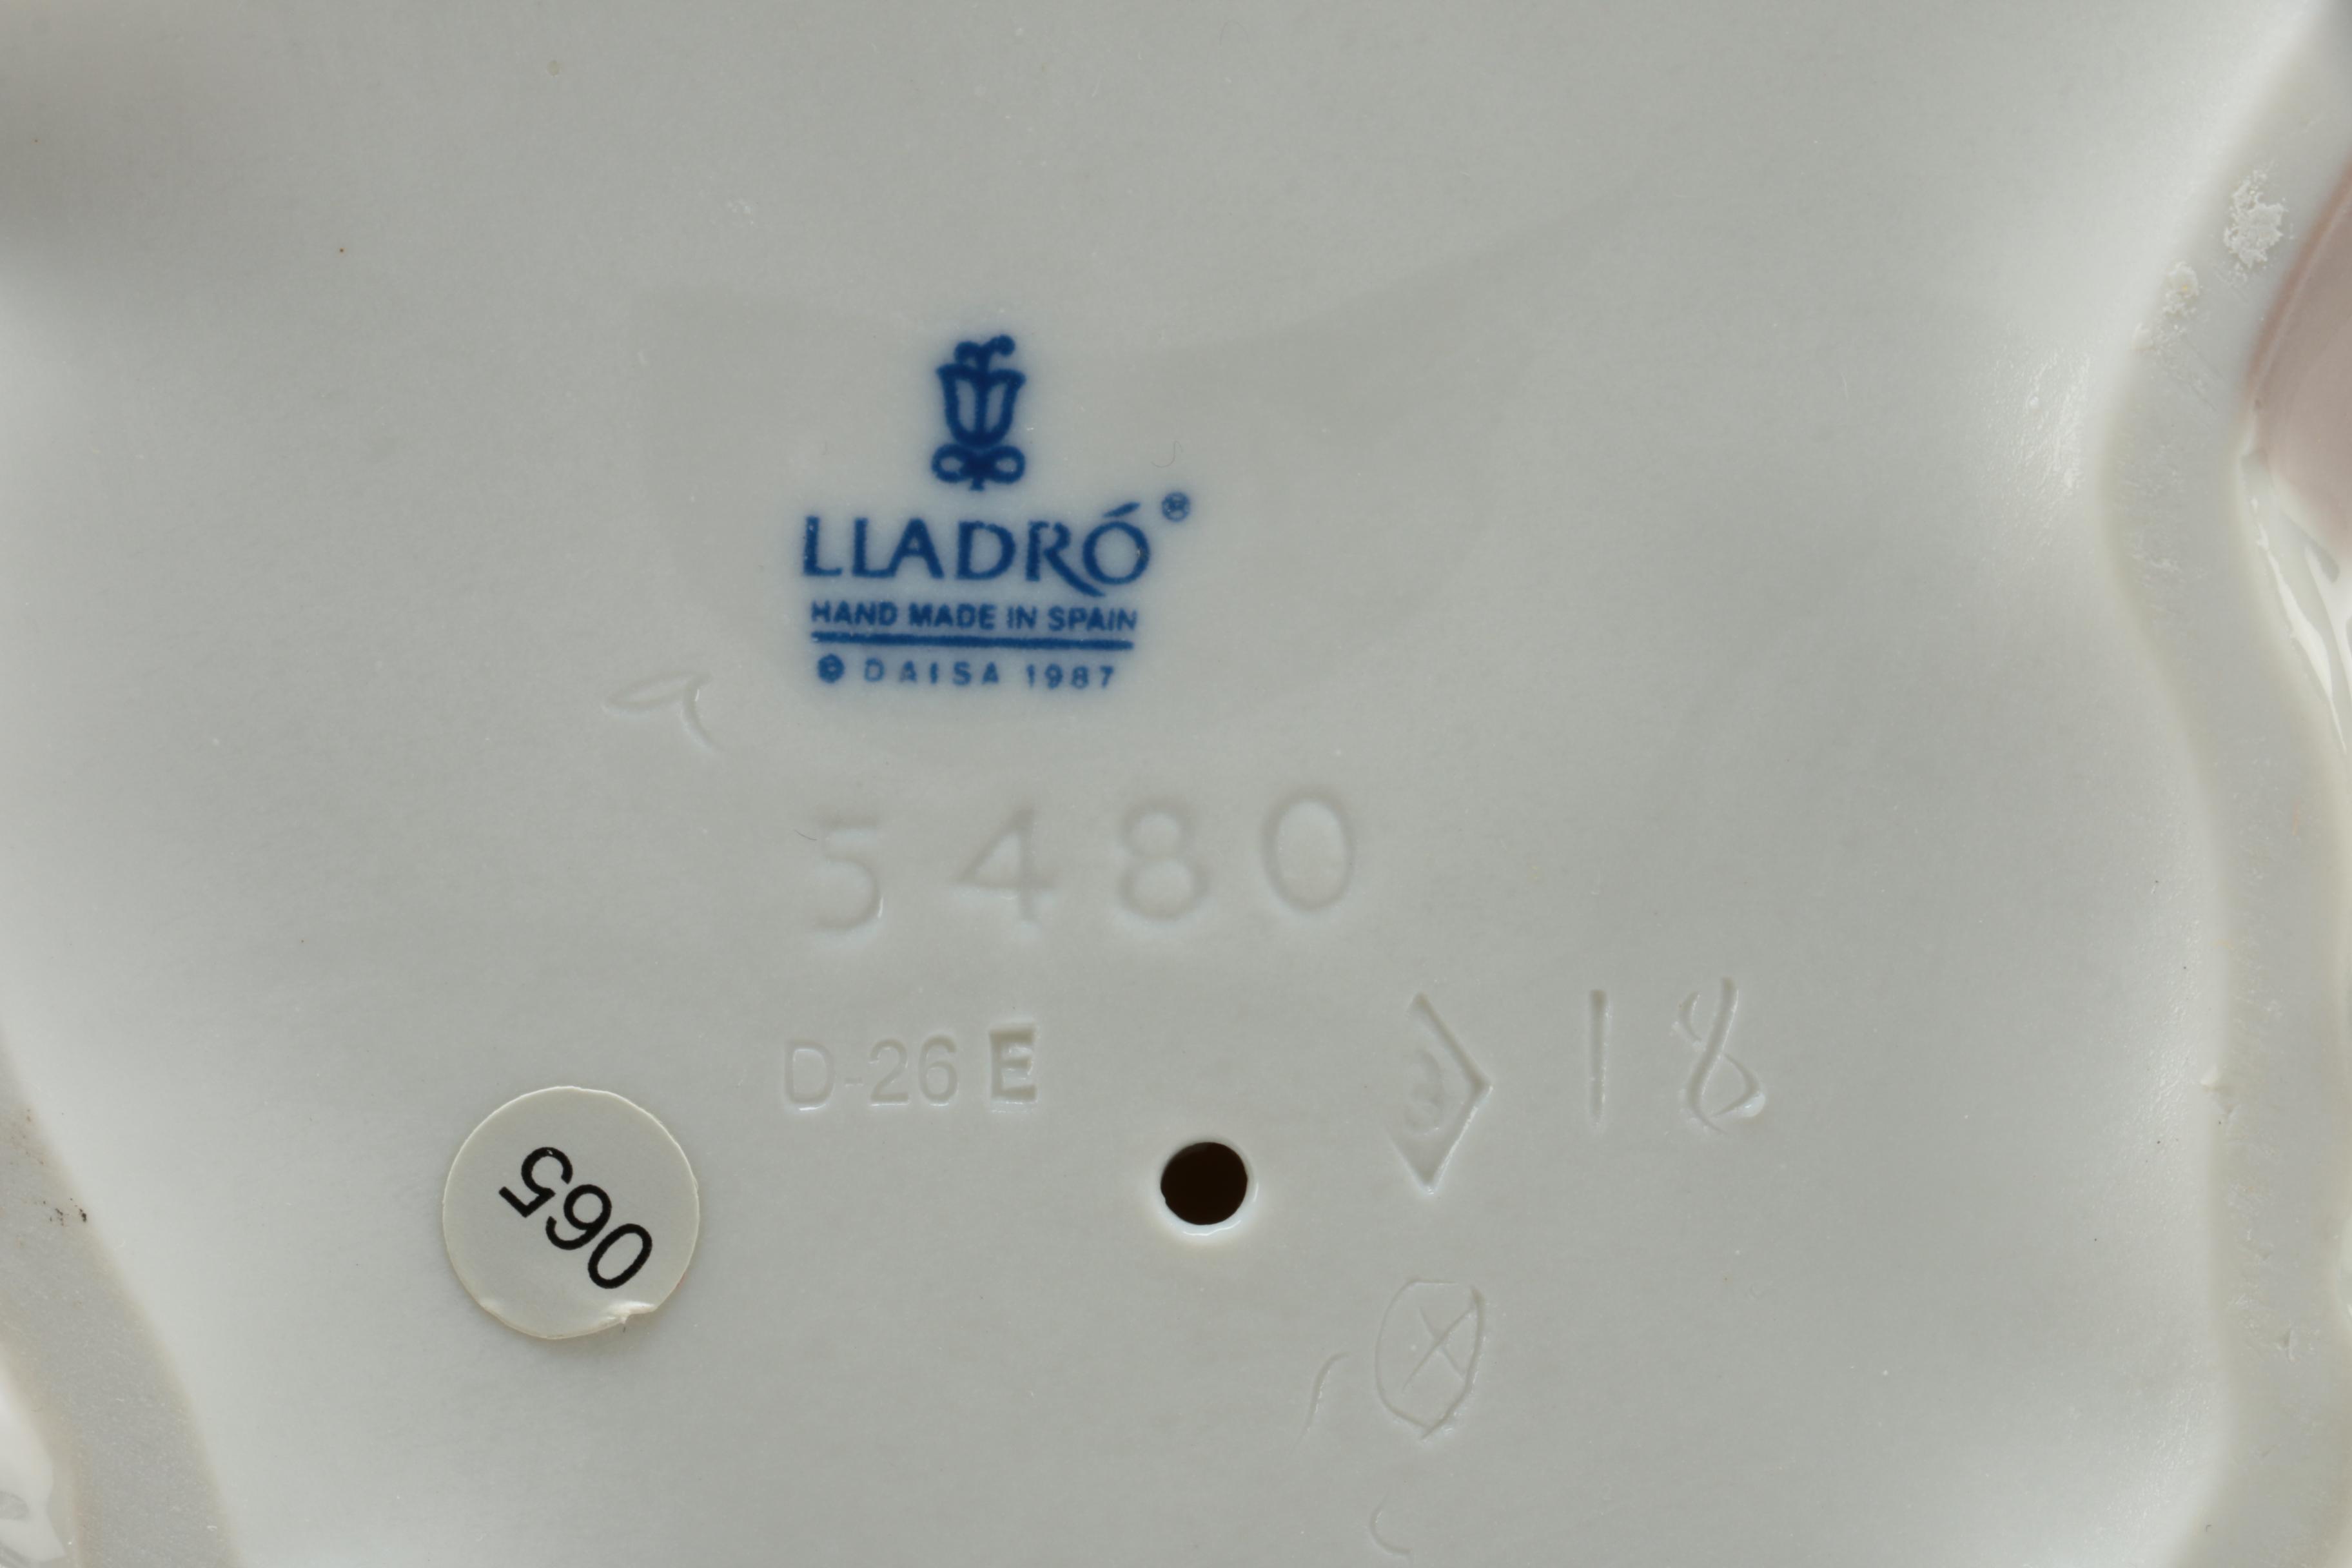 LLADRÓ®
HAND MADE IN SPAIN
© DAISA 1987
5480
D-26 E
18
065